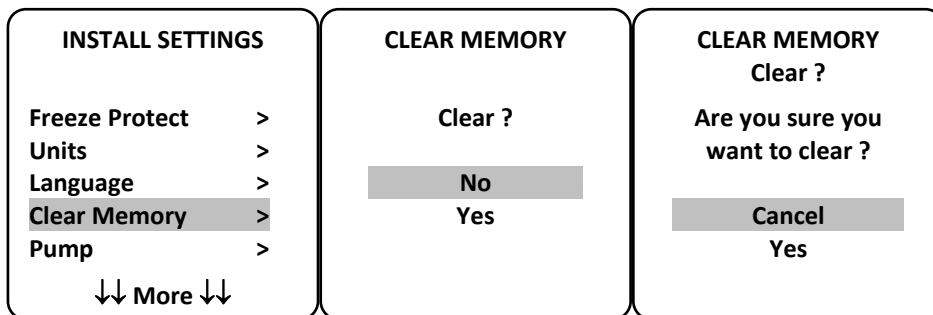 INSTALL SETTINGS
Freeze Protect >
Units >
Language >
Clear Memory >
Pump >
↓↓ More ↓↓
CLEAR MEMORY
Clear ?
No
Yes
CLEAR MEMORY
Clear ?
Are you sure you
want to clear ?
Cancel
Yes